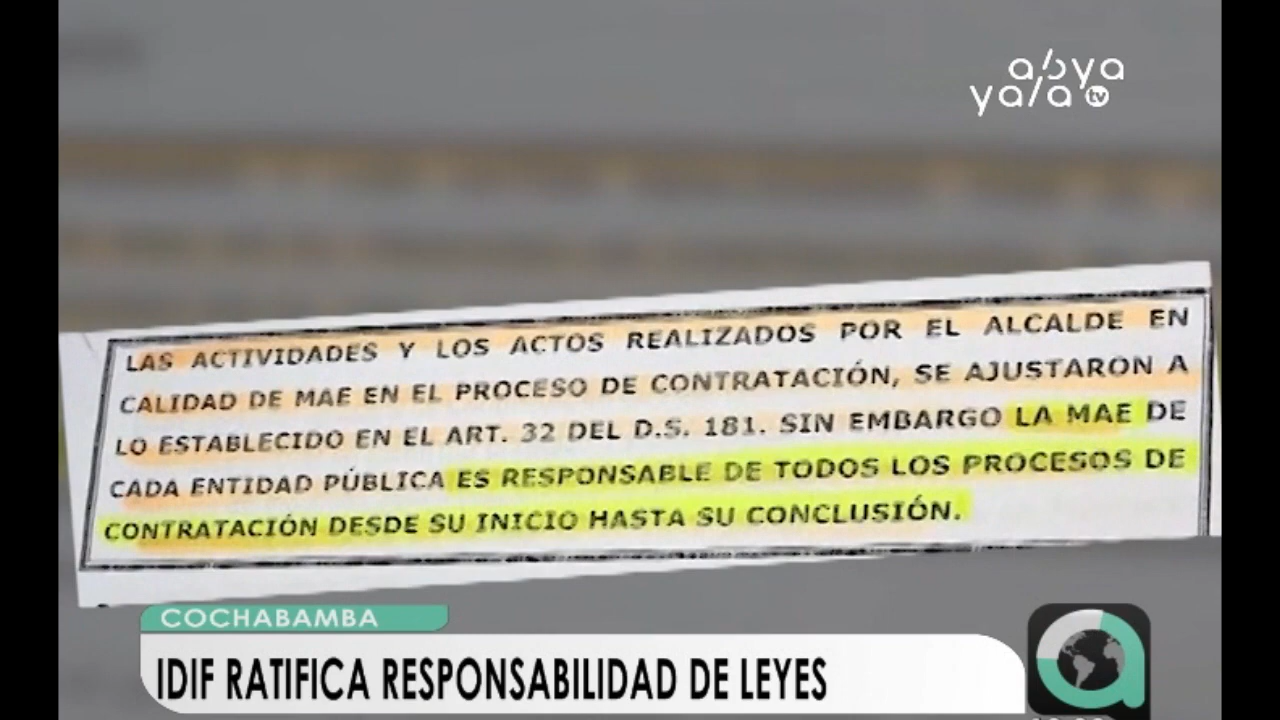 abya
yala tv
LAS ACTIVIDADES Y LOS ACTOS REALIZADOS POR EL ALCALDE EN
CALIDAD DE MAE EN EL PROCESO DE CONTRATACIÓN, SE AJUSTARON A
LO ESTABLECIDO EN EL ART. 32 DEL D.S. 181. SIN EMBARGO LA MAE DE
CADA ENTIDAD PÚBLICA ES RESPONSABLE DE TODOS LOS PROCESOS DE
CONTRATACIÓN DESDE SU INICIO HASTA SU CONCLUSIÓN.
COCHABAMBA
IDIF RATIFICA RESPONSABILIDAD DE LEYES